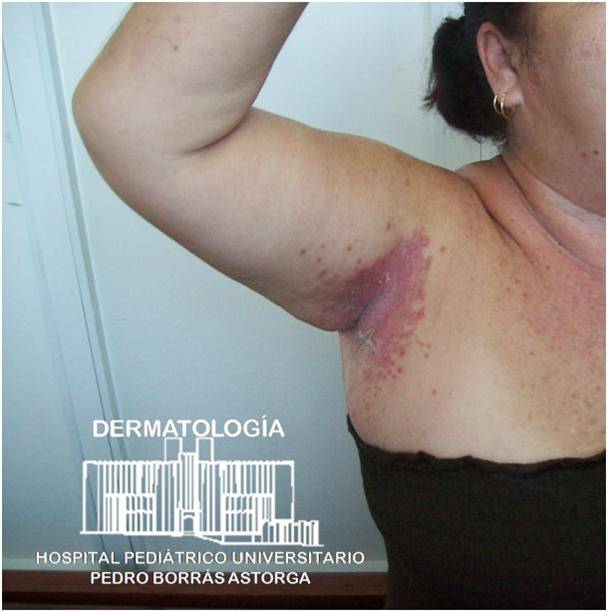 DERMATOLOGÍA
HOSPITAL PEDIÁTRICO UNIVERSITARIO
PEDRO BORRÁS ASTORGA